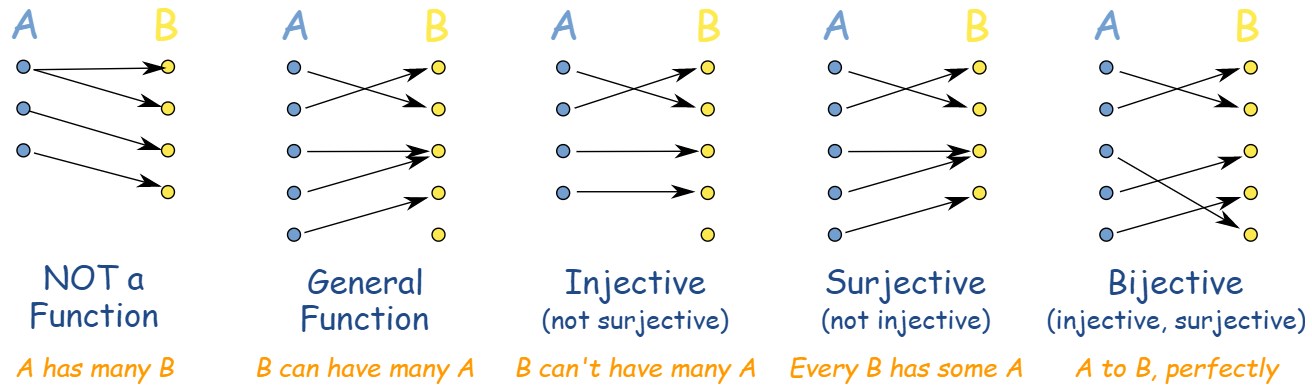 A B A B A B A B A B
NOT a
Function
General
Function
Injective
(not surjective)
Surjective
(not injective)
Bijective
(injective, surjective)
A has many B
B can have many A
B can't have many A
Every B has some A
A to B, perfectly